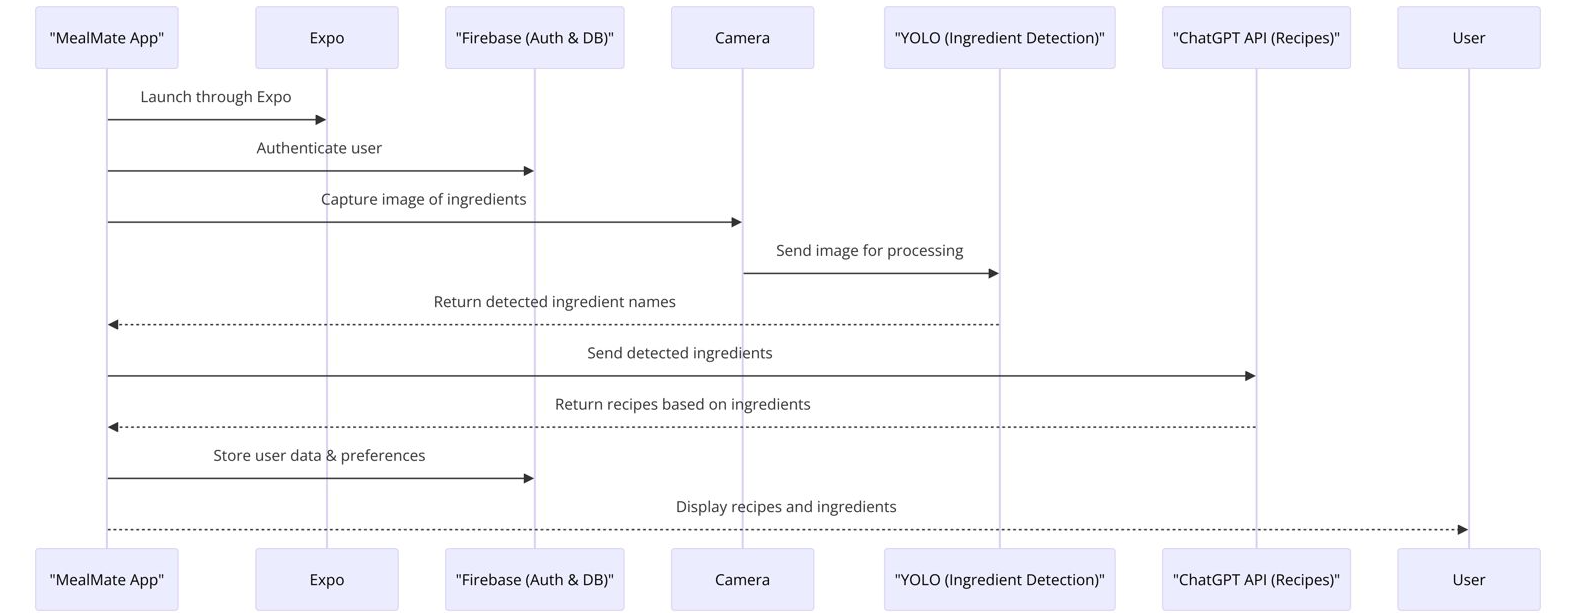 "MealMate App"
Expo
"Firebase (Auth & DB)"
Camera
"YOLO (Ingredient Detection)"
"ChatGPT API (Recipes)"
User
Launch through Expo
Authenticate user
Capture image of ingredients
Send image for processing
Return detected ingredient names
Send detected ingredients
Return recipes based on ingredients
Store user data & preferences
Display recipes and ingredients
"MealMate App"
Expo
"Firebase (Auth & DB)"
Camera
"YOLO (Ingredient Detection)"
"ChatGPT API (Recipes)"
User